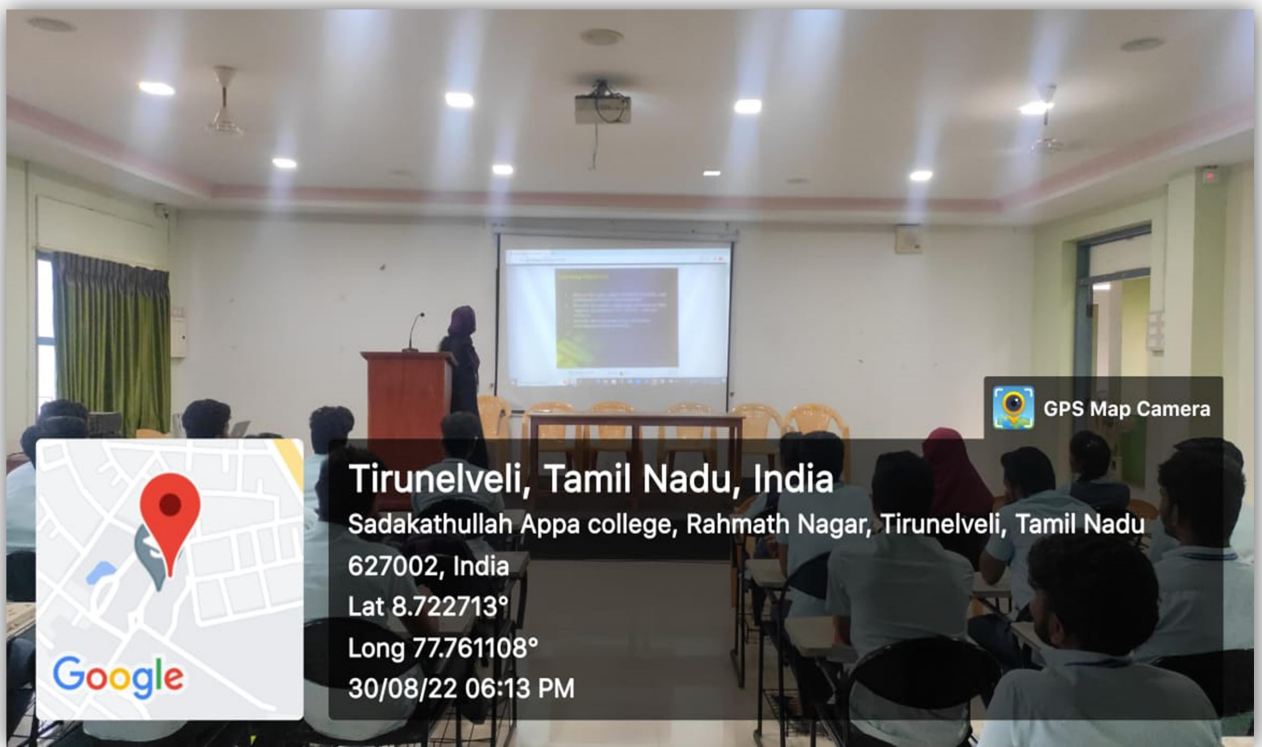 GPS Map Camera
Tirunelveli, Tamil Nadu, India
Sadakathullah Appa college, Rahmath Nagar, Tirunelveli, Tamil Nadu
627002, India
Lat 8.722713°
Long 77.761108°
30/08/22 06:13 PM
Google